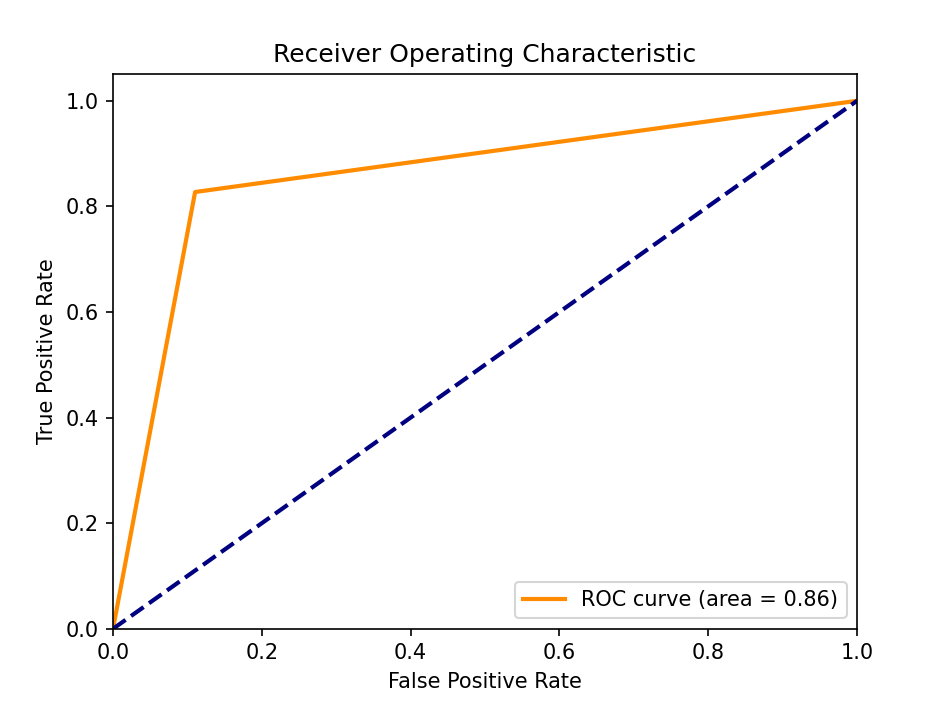 Receiver Operating Characteristic
1.0
0.8
0.6
0.4
0.2
0.0
True Positive Rate
ROC curve (area = 0.86)
0.0 0.2 0.4 0.6 0.8 1.0
False Positive Rate